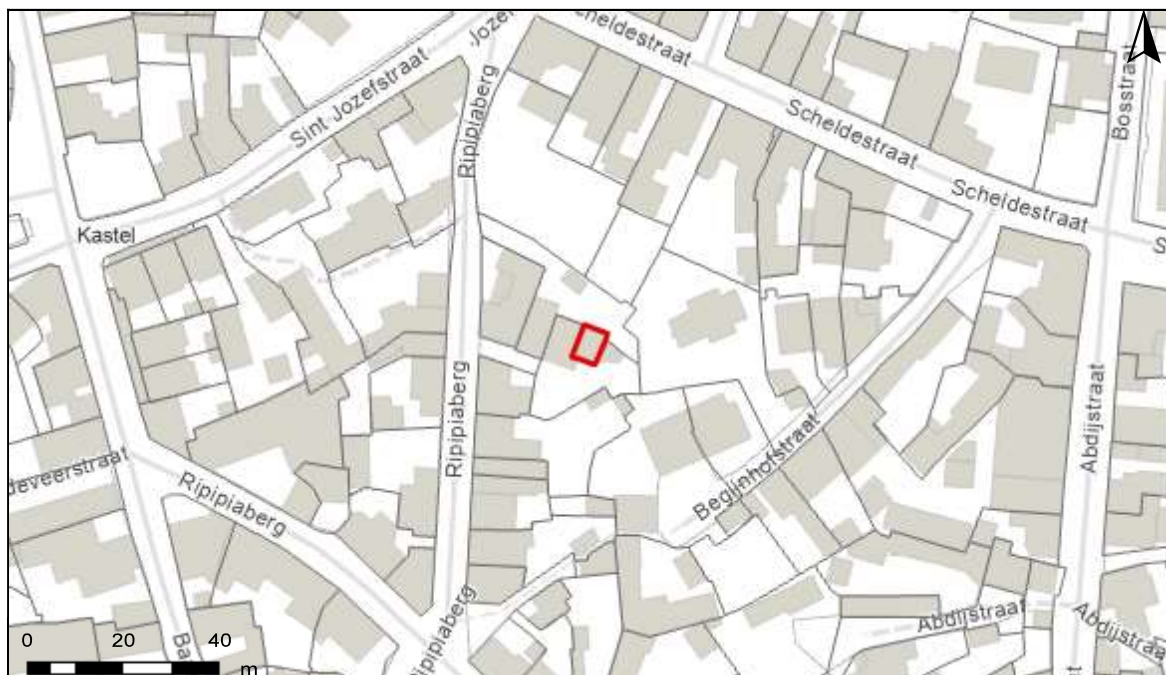 Scheldestraat
Sint Jozefstraat
Ripipiaberg
Bosstraat
Scheldestraat
Scheldestraat
Kastel
Ripipiaberg
Abdijstraat
Begijnhofstraat
Ripipiaberg
Ripipiaberg
Abdijstraat
Abdijstraat
0 20 40
m